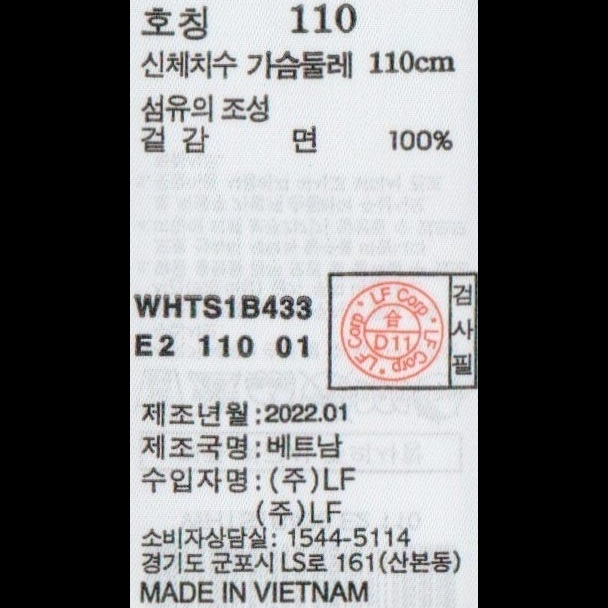 호칭 110
신체치수 가슴둘레 110cm
섬유의 조성
겉 감 면 100%
WHTS1B433
E2 110 01
LF Corp
LF Corp
LF Corp
合
D11
검사필
제조년월:2022.01
제조국명:베트남
수입자명:(주)LF
(주)LF
소비자상담실: 1544-5114
경기도 군포시 LS로 161(산본동)
MADE IN VIETNAM